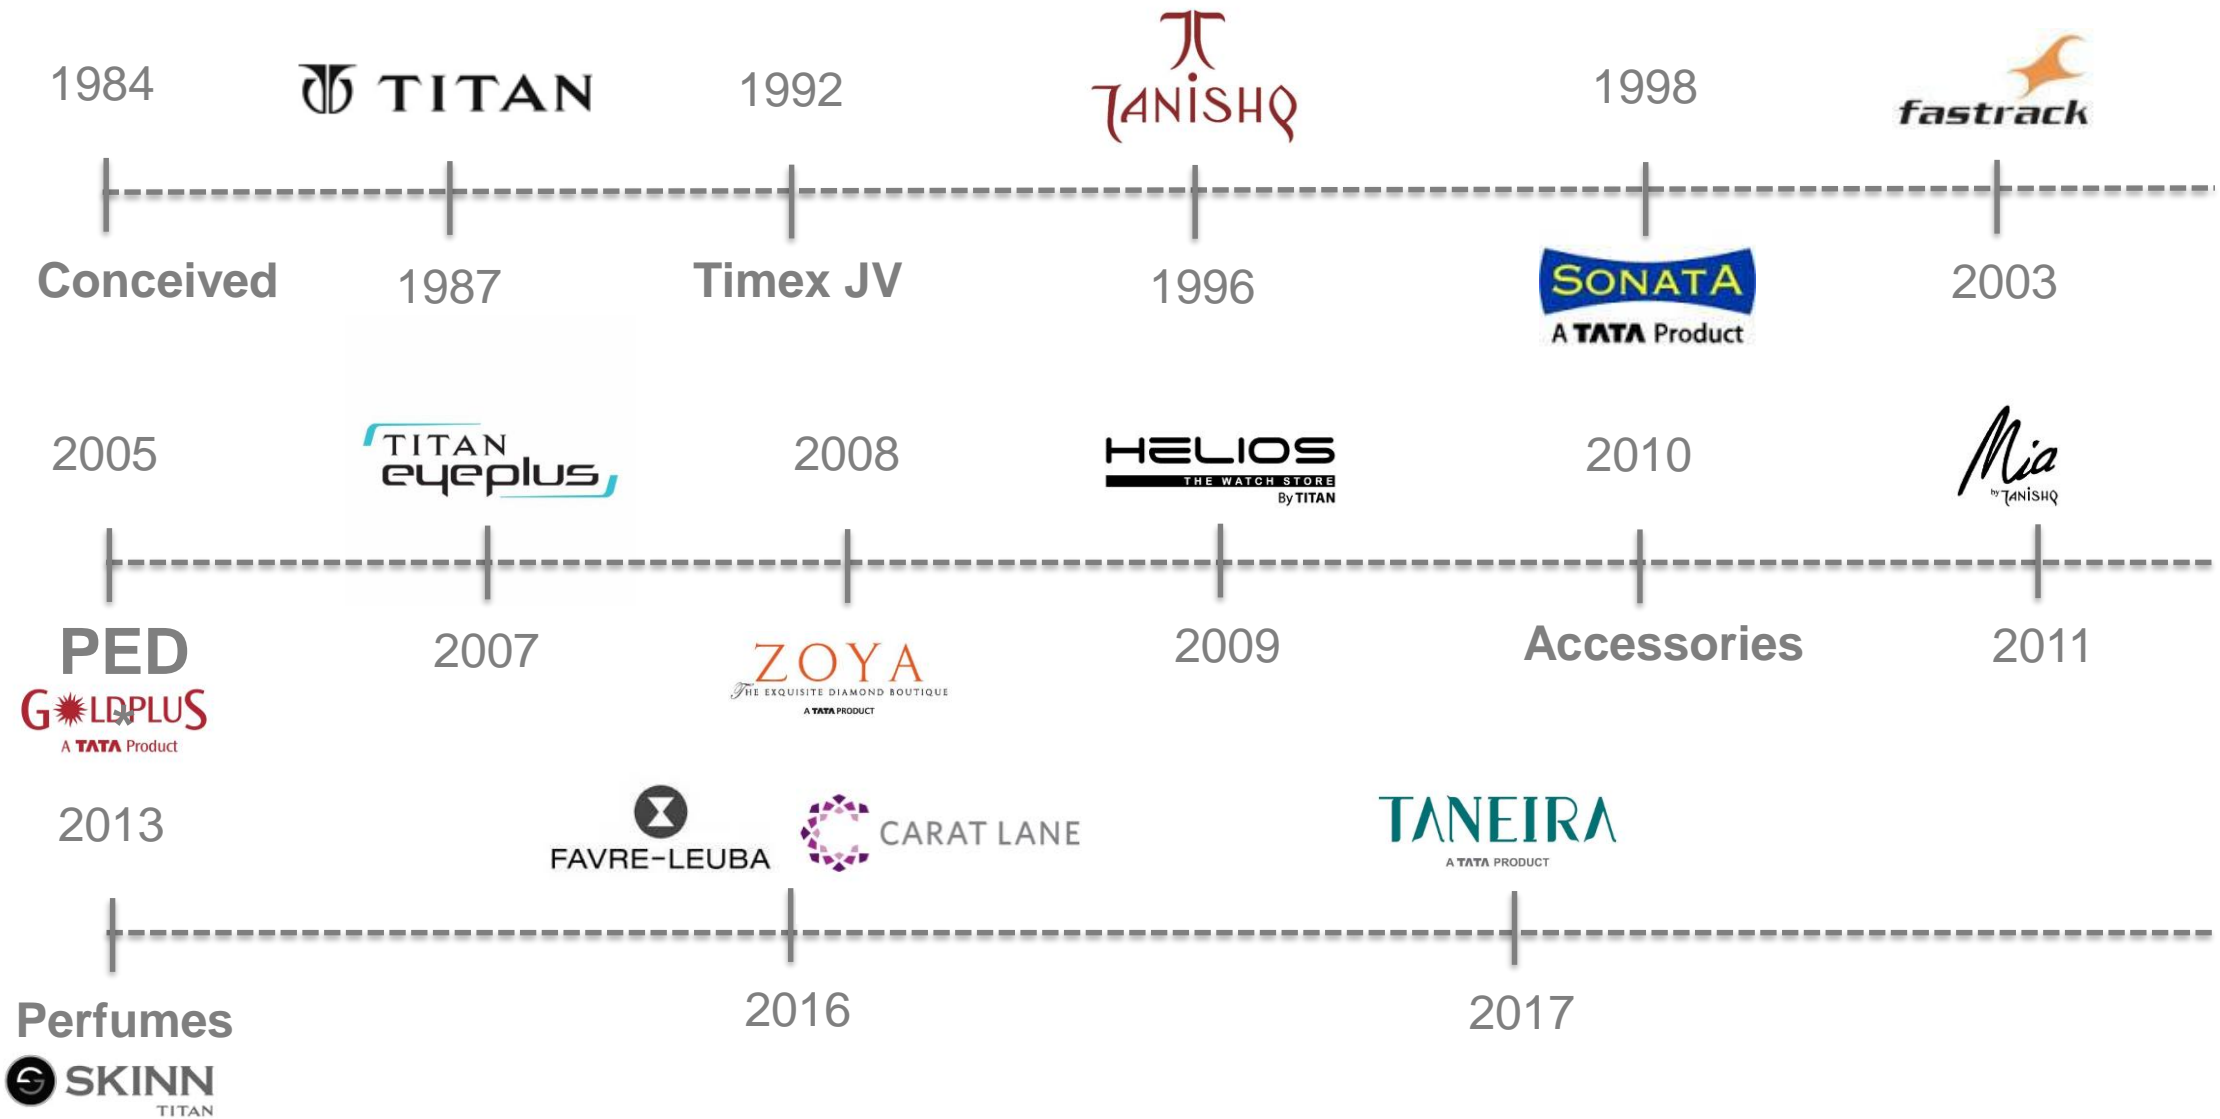 1984
TITAN
1992
TANISHQ
1998
fastrack
Conceived
1987
Timex JV
1996
SONATA
A TATA Product
2003
2005
TITAN
eyeplus
2008
HELIOS
THE WATCH STORE
By TITAN
2010
Mia
by TANISHQ
PED
GOLDPLUS
*
A TATA Product
2007
ZOYA
THE EXQUISITE DIAMOND BOUTIQUE
A TATA PRODUCT
2009
Accessories
2011
2013
FAVRE-LEUBA
CARAT LANE
TANEIRA
A TATA PRODUCT
Perfumes
SKINN
TITAN
2016
2017